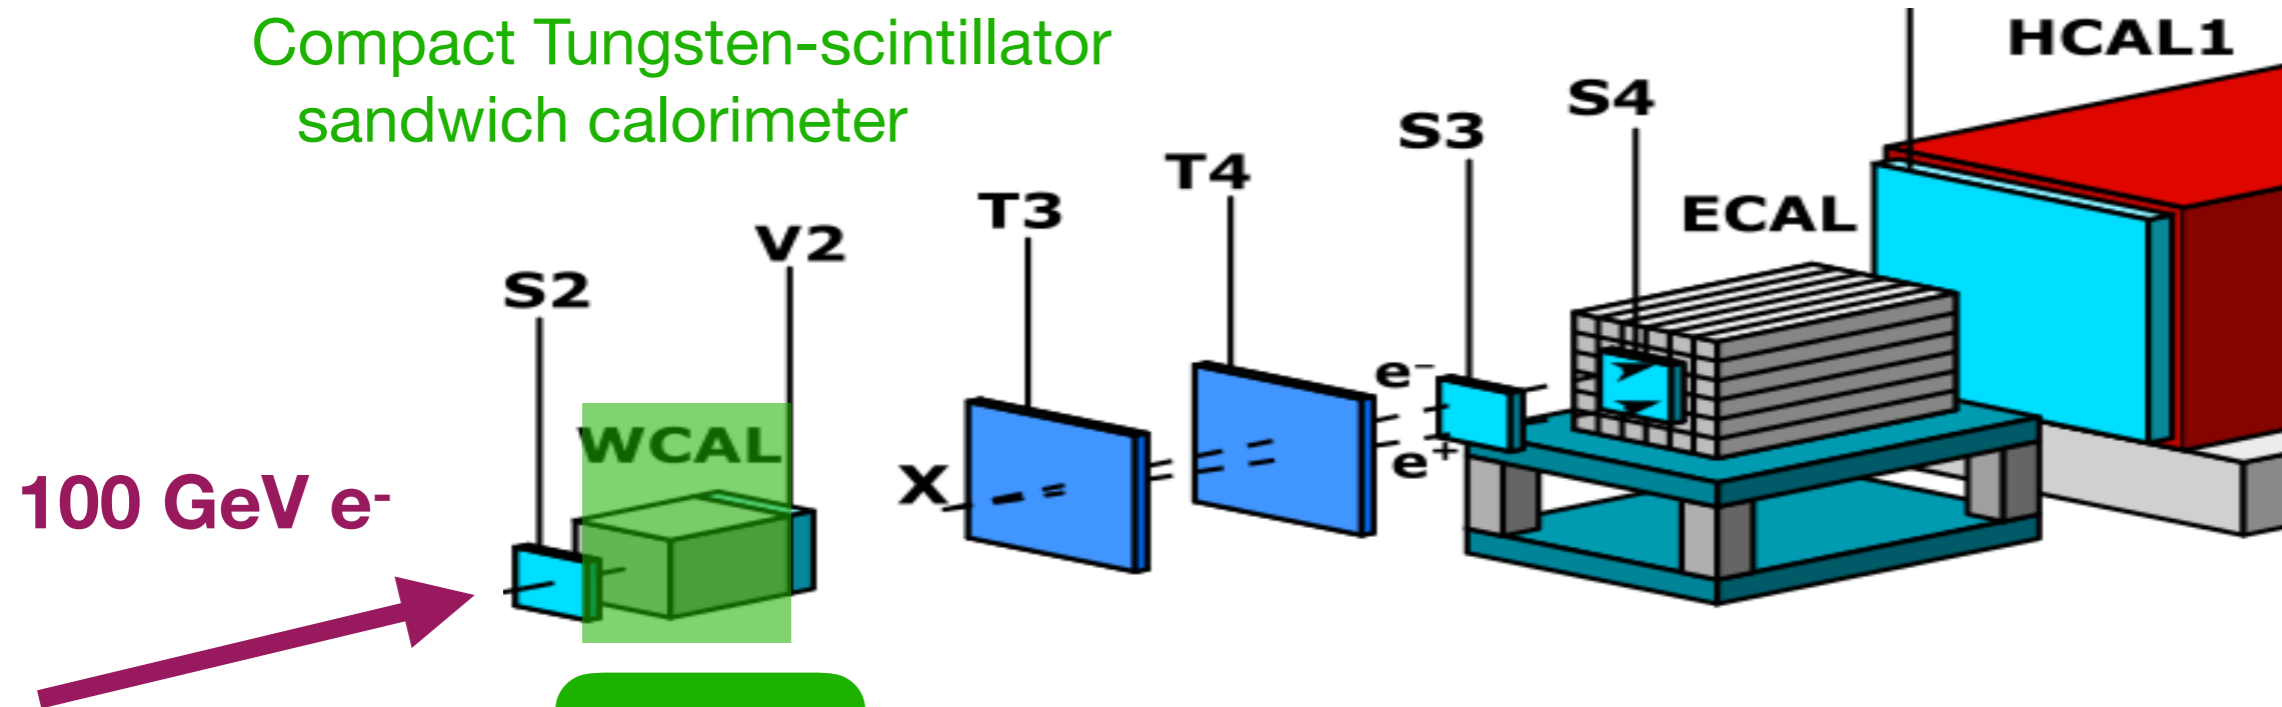 Compact Tungsten-scintillator
sandwich calorimeter
HCAL1
S4
S3
T4
ECAL
T3
V2
S2
e⁻
WCAL
e⁺
X
100 GeV e⁻